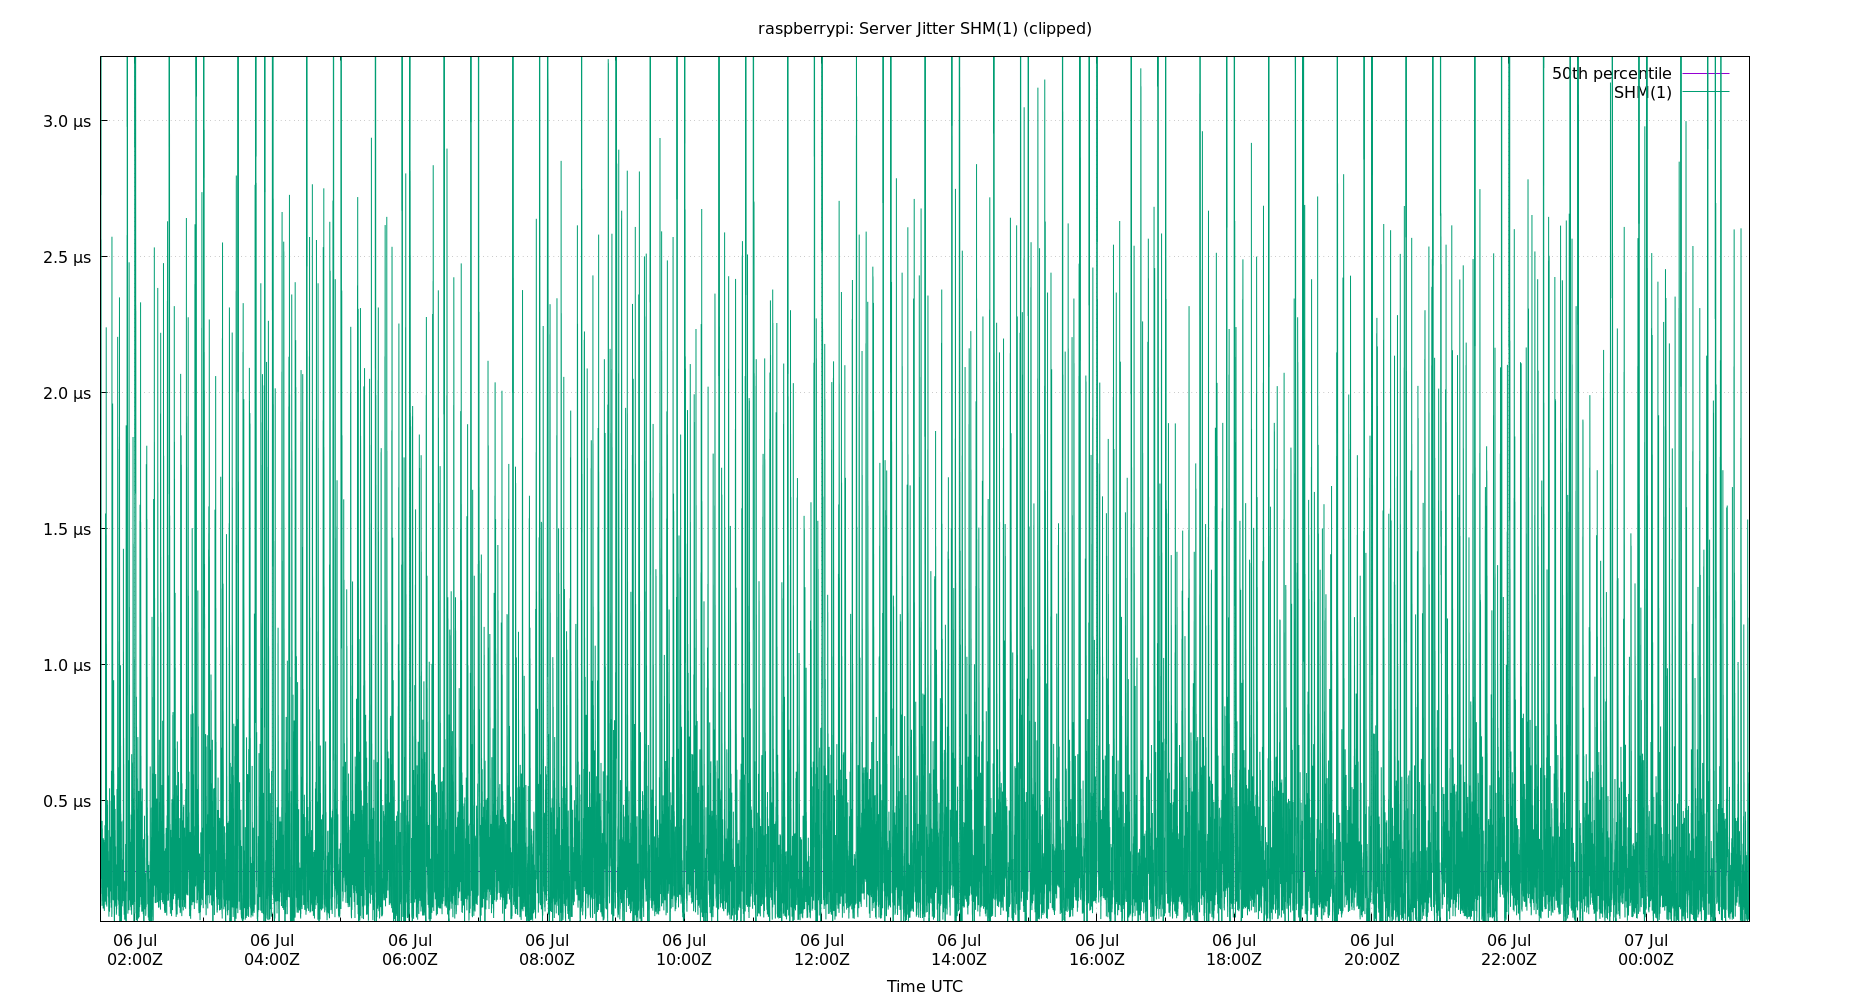 raspberrypi: Server Jitter SHM(1) (clipped)
50th percentile
SHM(1)
3.0 µs
2.5 µs
2.0 µs
1.5 µs
1.0 µs
0.5 µs
06 Jul 06 Jul 06 Jul 06 Jul 06 Jul 06 Jul 06 Jul 06 Jul 06 Jul 06 Jul 06 Jul 07 Jul
02:00Z 04:00Z 06:00Z 08:00Z 10:00Z 12:00Z 14:00Z 16:00Z 18:00Z 20:00Z 22:00Z 00:00Z
Time UTC